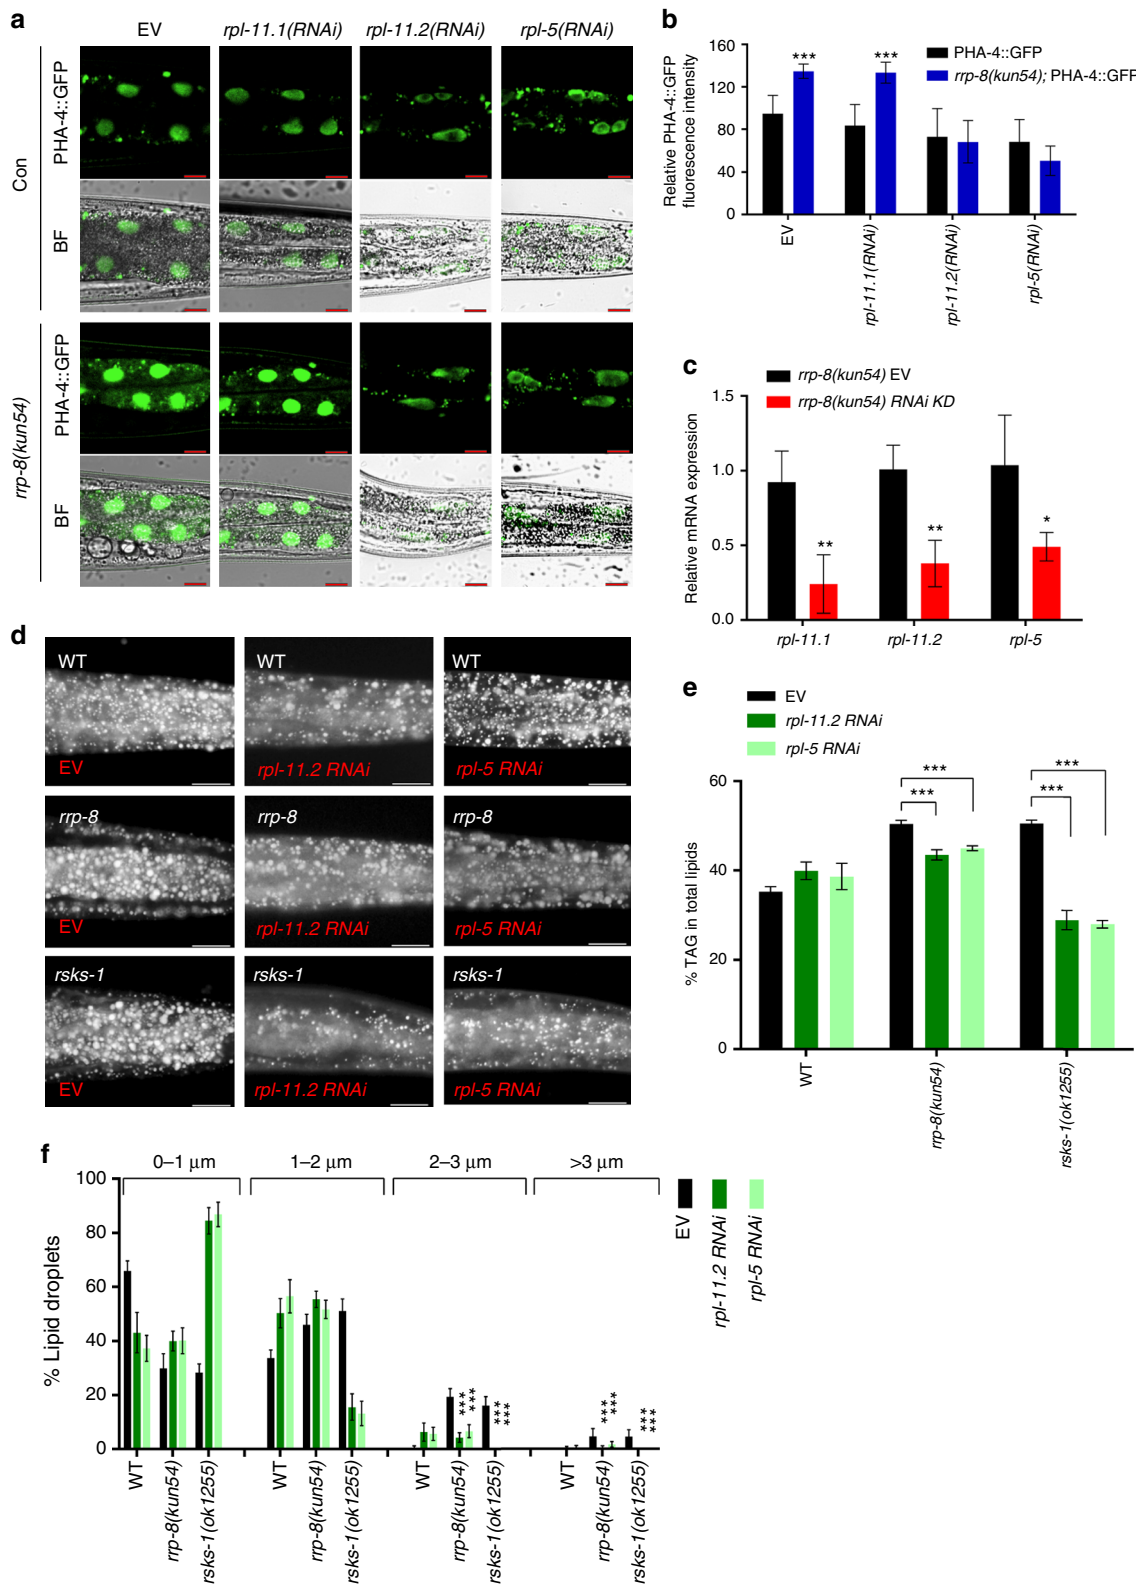 a
EV
rpl-11.1(RNAi)
rpl-11.2(RNAi)
rpl-5(RNAi)
Con
PHA-4::GFP
BF
rrp-8(kun54)
PHA-4::GFP
BF
b
Relative PHA-4::GFP
fluorescence intensity
160
120
80
40
0
***
***
PHA-4::GFP
rrp-8(kun54); PHA-4::GFP
EV
rpl-11.1(RNAi)
rpl-11.2(RNAi)
rpl-5(RNAi)
c
rrp-8(kun54) EV
rrp-8(kun54) RNAi KD
Relative mRNA expression
1.5
1.0
0.5
0.0
**
**
*
rpl-11.1
rpl-11.2
rpl-5
d
WT
EV
WT
rpl-11.2 RNAi
WT
rpl-5 RNAi
rrp-8
EV
rrp-8
rpl-11.2 RNAi
rrp-8
rpl-5 RNAi
rsks-1
EV
rsks-1
rpl-11.2 RNAi
rsks-1
rpl-5 RNAi
e
EV
rpl-11.2 RNAi
rpl-5 RNAi
% TAG in total lipids
60
40
20
0
***
***
***
***
WT
rrp-8(kun54)
rsks-1(ok1255)
f
0–1 µm
1–2 µm
2–3 µm
>3 µm
% Lipid droplets
100
80
60
40
20
0
***
***
***
***
***
***
***
***
WT
rrp-8(kun54)
rsks-1(ok1255)
WT
rrp-8(kun54)
rsks-1(ok1255)
WT
rrp-8(kun54)
rsks-1(ok1255)
WT
rrp-8(kun54)
rsks-1(ok1255)
EV
rpl-11.2 RNAi
rpl-5 RNAi